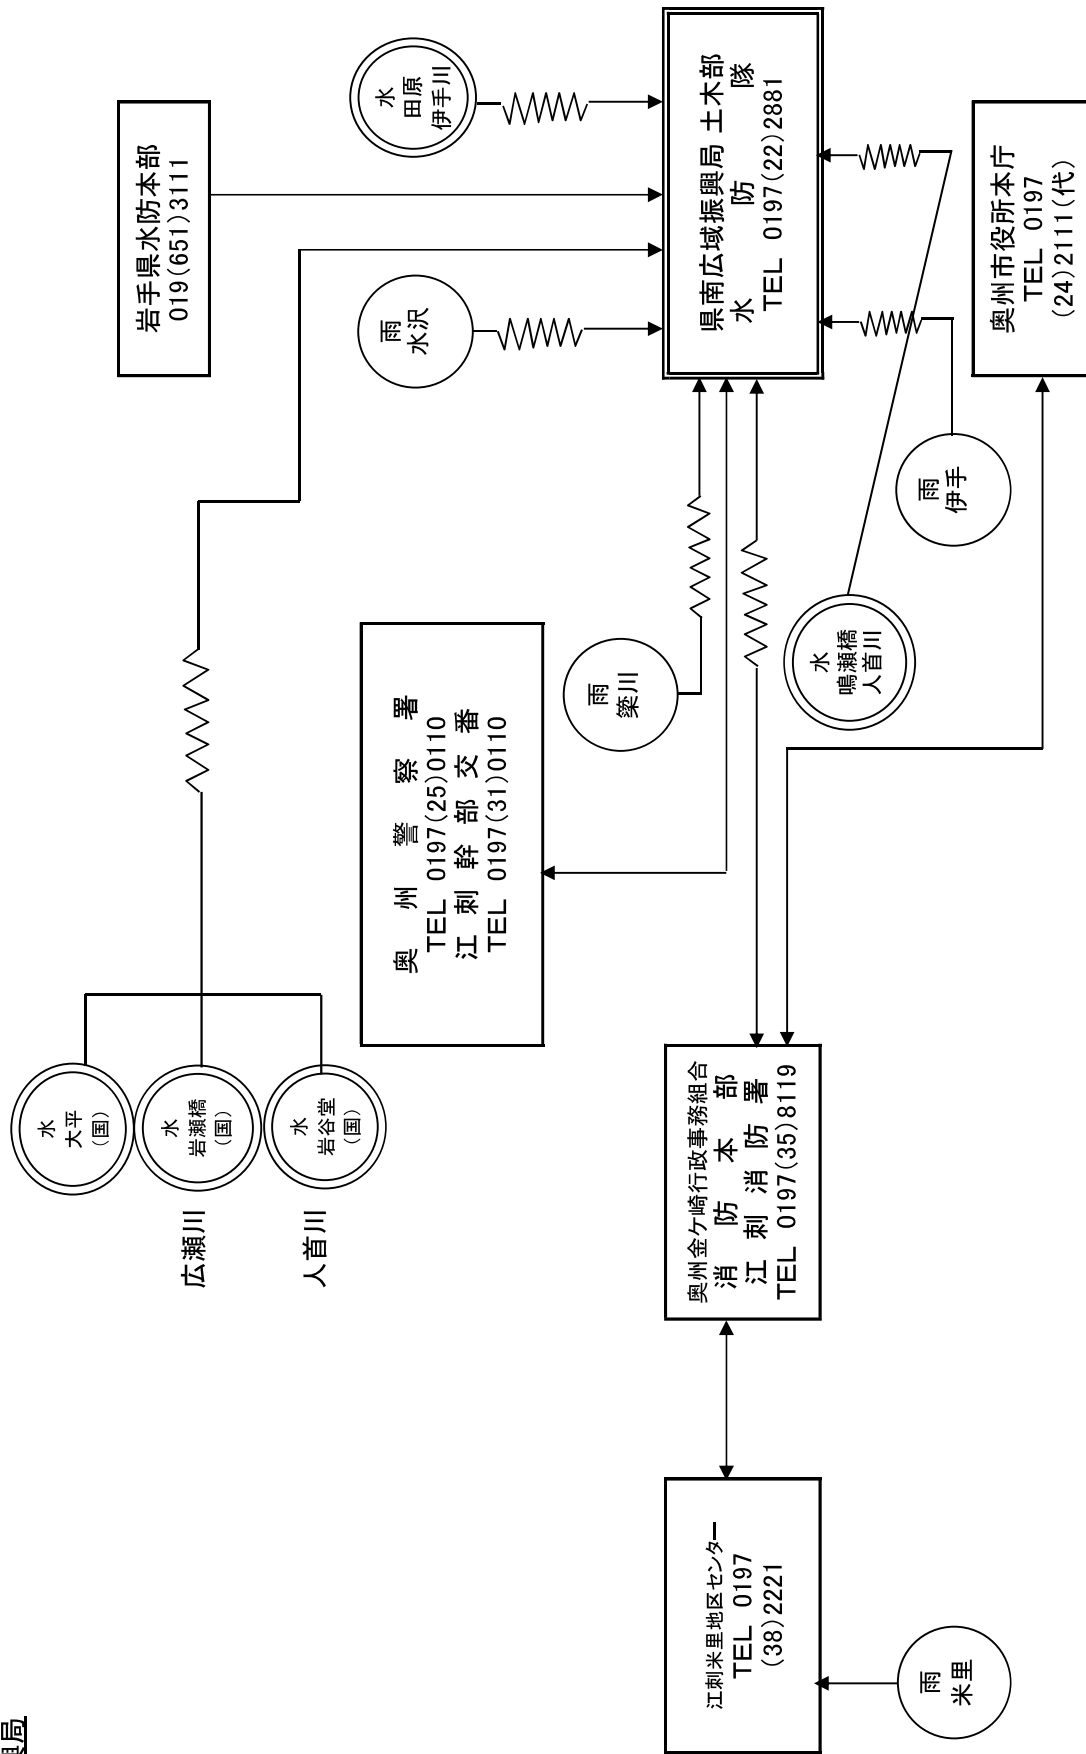 興局
水
大平
(国)
水
岩瀬橋
(国)
水
岩谷堂
(国)
広瀬川
人首川
岩手県水防本部
019(651)3111
水
田原
伊手川
雨
水沢
奥州警察署
TEL 0197(25)0110
江刺幹部交番
TEL 0197(31)0110
雨
簗川
県南広域振興局土木部
水防隊
TEL 0197(22)2881
水
鳴瀬橋
人首川
雨
伊手
奥州市役所本庁
TEL 0197
(24)2111(代)
奥州金ケ崎行政事務組合
消防本部
江刺消防署
TEL 0197(35)8119
江刺米里地区センター
TEL 0197
(38)2221
雨
米里